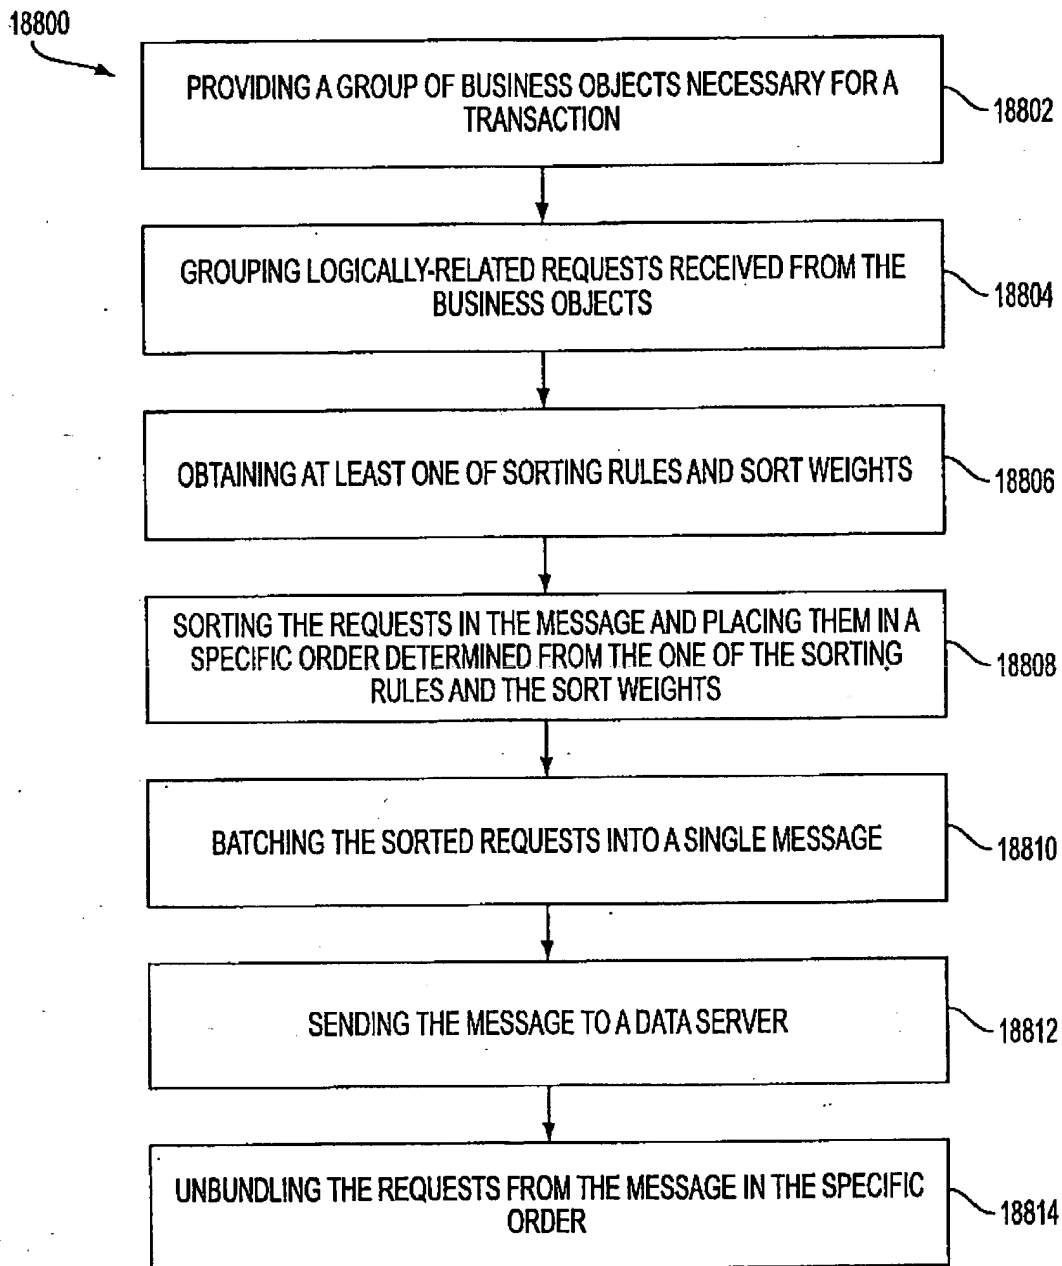 18800
PROVIDING A GROUP OF BUSINESS OBJECTS NECESSARY FOR A
TRANSACTION
18802
GROUPING LOGICALLY-RELATED REQUESTS RECEIVED FROM THE
BUSINESS OBJECTS
18804
OBTAINING AT LEAST ONE OF SORTING RULES AND SORT WEIGHTS
18806
SORTING THE REQUESTS IN THE MESSAGE AND PLACING THEM IN A
SPECIFIC ORDER DETERMINED FROM THE ONE OF THE SORTING
RULES AND THE SORT WEIGHTS
18808
BATCHING THE SORTED REQUESTS INTO A SINGLE MESSAGE
18810
SENDING THE MESSAGE TO A DATA SERVER
18812
UNBUNDLING THE REQUESTS FROM THE MESSAGE IN THE SPECIFIC
ORDER
18814